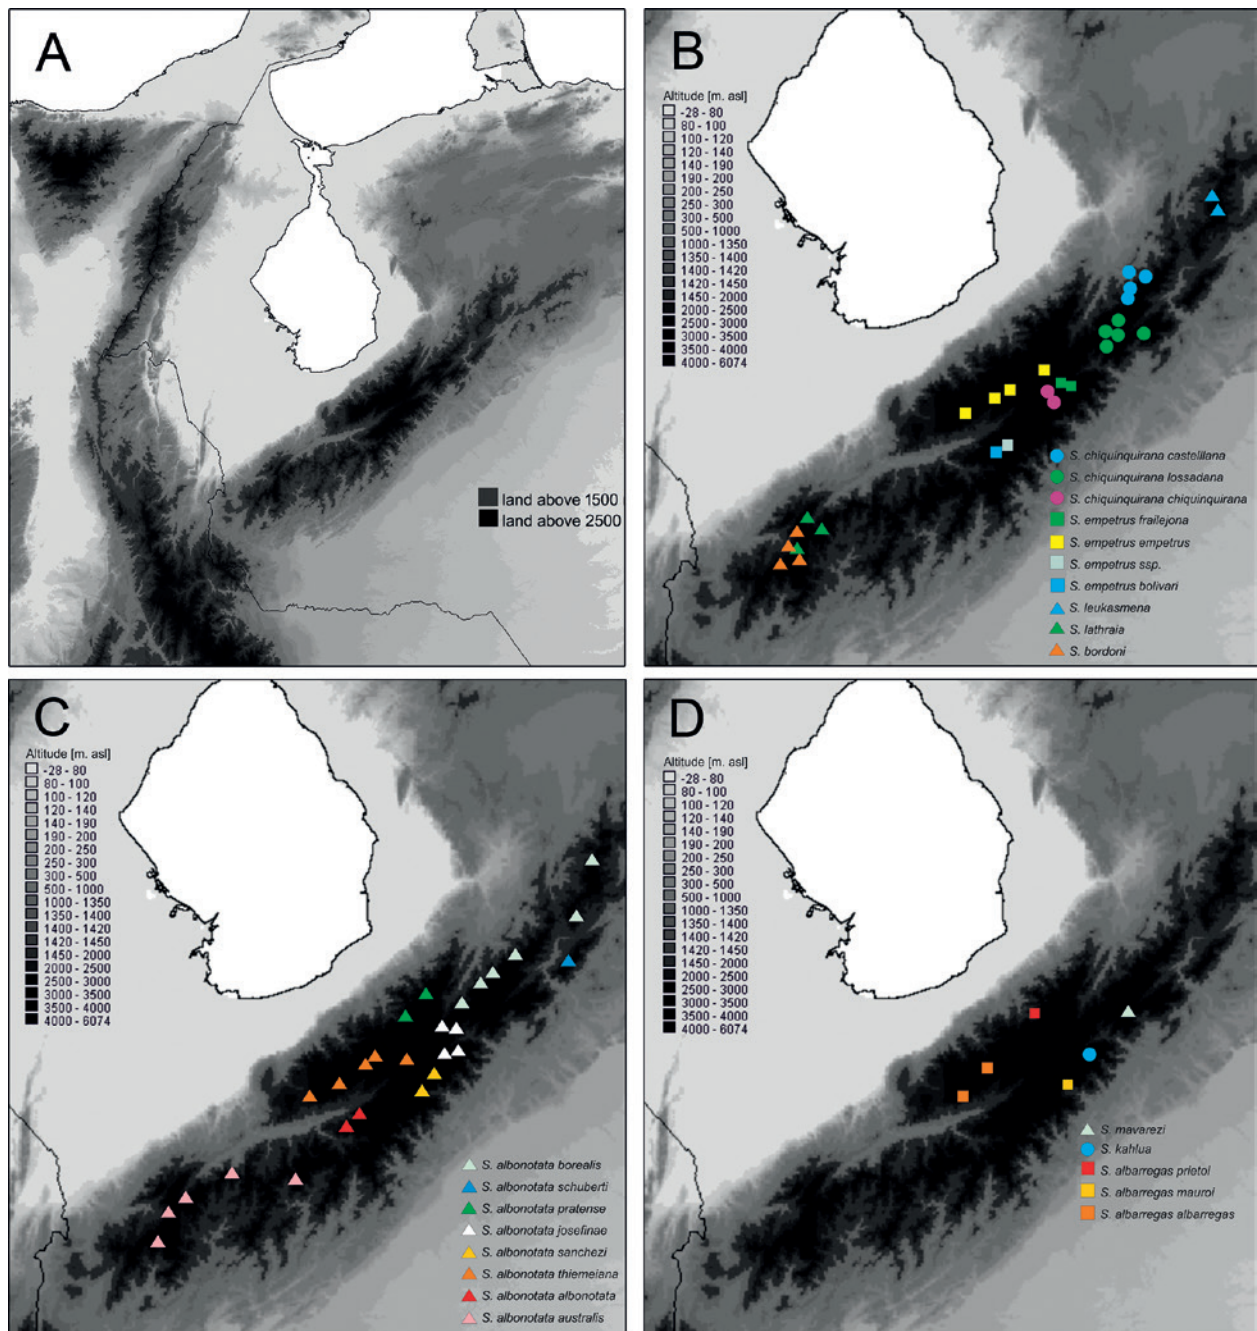 A
land above 1500
land above 2500
B
Altitude [m. asl]
-28 - 80
80 - 100
100 - 120
120 - 140
140 - 190
190 - 200
200 - 250
250 - 300
300 - 500
500 - 1000
1000 - 1350
1350 - 1400
1400 - 1420
1420 - 1450
1450 - 2000
2000 - 2500
2500 - 3000
3000 - 3500
3500 - 4000
4000 - 6074
S. chiquinquirana castellana
S. chiquinquirana lossadana
S. chiquinquirana chiquinquirana
S. empetrus frailejona
S. empetrus empetrus
S. empetrus ssp.
S. empetrus bolivari
S. leukasmena
S. lathraia
S. bordoni
C
Altitude [m. asl]
-28 - 80
80 - 100
100 - 120
120 - 140
140 - 190
190 - 200
200 - 250
250 - 300
300 - 500
500 - 1000
1000 - 1350
1350 - 1400
1400 - 1420
1420 - 1450
1450 - 2000
2000 - 2500
2500 - 3000
3000 - 3500
3500 - 4000
4000 - 6074
S. albonotata borealis
S. albonotata schuberti
S. albonotata pratense
S. albonotata josefinae
S. albonotata sanchezi
S. albonotata thiemeiana
S. albonotata albonotata
S. albonotata australis
D
Altitude [m. asl]
-28 - 80
80 - 100
100 - 120
120 - 140
140 - 190
190 - 200
200 - 250
250 - 300
300 - 500
500 - 1000
1000 - 1350
1350 - 1400
1400 - 1420
1420 - 1450
1450 - 2000
2000 - 2500
2500 - 3000
3000 - 3500
3500 - 4000
4000 - 6074
S. mavarezi
S. kahlua
S. albarregas prietoi
S. albarregas mauroi
S. albarregas albarregas